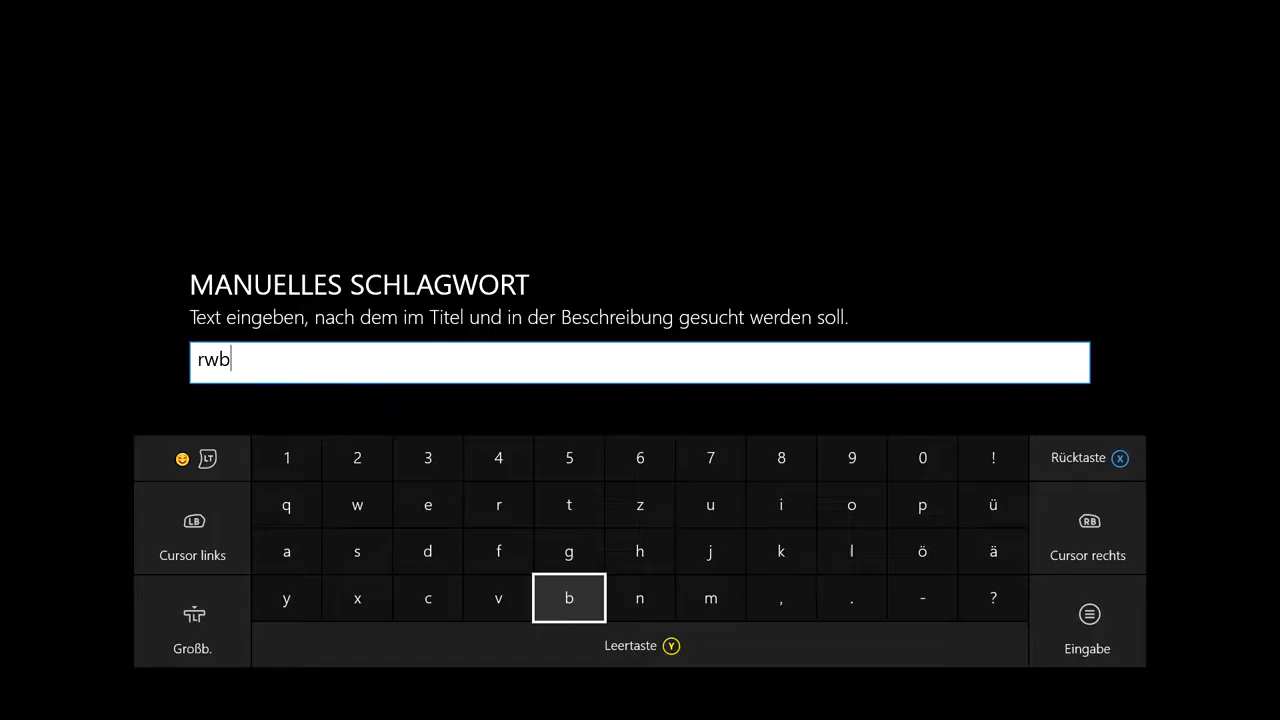 MANUELLES SCHLAGWORT
Text eingeben, nach dem im Titel und in der Beschreibung gesucht werden soll.
rwb
😊 LT 1 2 3 4 5 6 7 8 9 0 ! Rücktaste X
q w e r t z u i o p ü
LB RB
Cursor links a s d f g h j k l ö ä Cursor rechts
y x c v b n m , . - ?
LT
Großb. Leertaste Y Eingabe